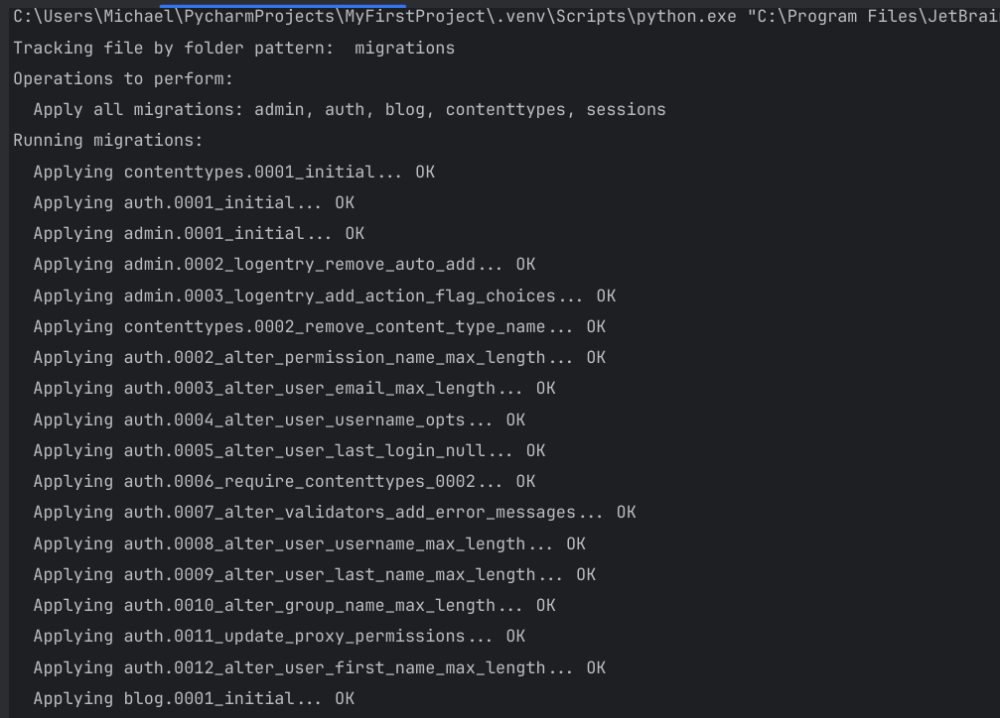 C:\Users\Michael\PycharmProjects\MyFirstProject\.venv\Scripts\python.exe "C:\Program Files\JetBrai
Tracking file by folder pattern:  migrations
Operations to perform:
  Apply all migrations: admin, auth, blog, contenttypes, sessions
Running migrations:
  Applying contenttypes.0001_initial... OK
  Applying auth.0001_initial... OK
  Applying admin.0001_initial... OK
  Applying admin.0002_logentry_remove_auto_add... OK
  Applying admin.0003_logentry_add_action_flag_choices... OK
  Applying contenttypes.0002_remove_content_type_name... OK
  Applying auth.0002_alter_permission_name_max_length... OK
  Applying auth.0003_alter_user_email_max_length... OK
  Applying auth.0004_alter_user_username_opts... OK
  Applying auth.0005_alter_user_last_login_null... OK
  Applying auth.0006_require_contenttypes_0002... OK
  Applying auth.0007_alter_validators_add_error_messages... OK
  Applying auth.0008_alter_user_username_max_length... OK
  Applying auth.0009_alter_user_last_name_max_length... OK
  Applying auth.0010_alter_group_name_max_length... OK
  Applying auth.0011_update_proxy_permissions... OK
  Applying auth.0012_alter_user_first_name_max_length... OK
  Applying blog.0001_initial... OK